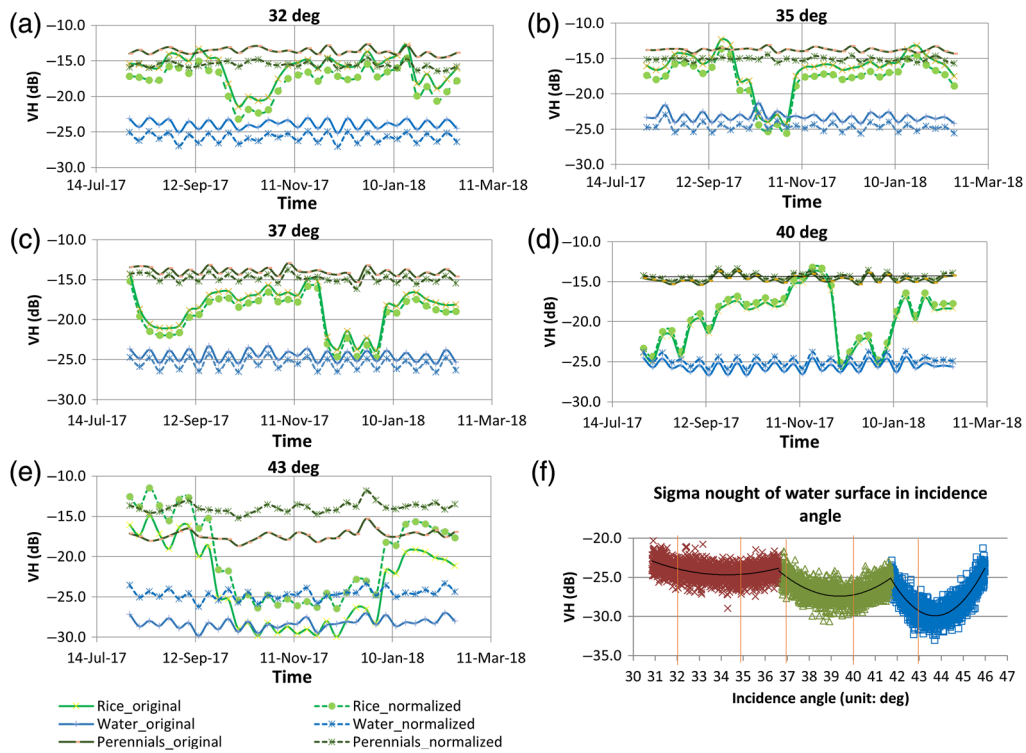 (a)
32 deg
−10.0
−15.0
−20.0
−25.0
−30.0
VH (dB)
14-Jul-17 12-Sep-17 11-Nov-17 10-Jan-18 11-Mar-18
Time
(b)
35 deg
−10.0
−15.0
−20.0
−25.0
−30.0
VH (dB)
14-Jul-17 12-Sep-17 11-Nov-17 10-Jan-18 11-Mar-18
Time
(c)
37 deg
−10.0
−15.0
−20.0
−25.0
−30.0
VH (dB)
14-Jul-17 12-Sep-17 11-Nov-17 10-Jan-18 11-Mar-18
Time
(d)
40 deg
−10.0
−15.0
−20.0
−25.0
−30.0
VH (dB)
14-Jul-17 12-Sep-17 11-Nov-17 10-Jan-18 11-Mar-18
Time
(e)
43 deg
−10.0
−15.0
−20.0
−25.0
−30.0
VH (dB)
14-Jul-17 12-Sep-17 11-Nov-17 10-Jan-18 11-Mar-18
Time
(f)
Sigma nought of water surface in incidence
angle
−20.0
−25.0
−30.0
−35.0
VH (dB)
30 31 32 33 34 35 36 37 38 39 40 41 42 43 44 45 46 47
Incidence angle (unit: deg)
Rice_original Rice_normalized
Water_original Water_normalized
Perennials_original Perennials_normalized